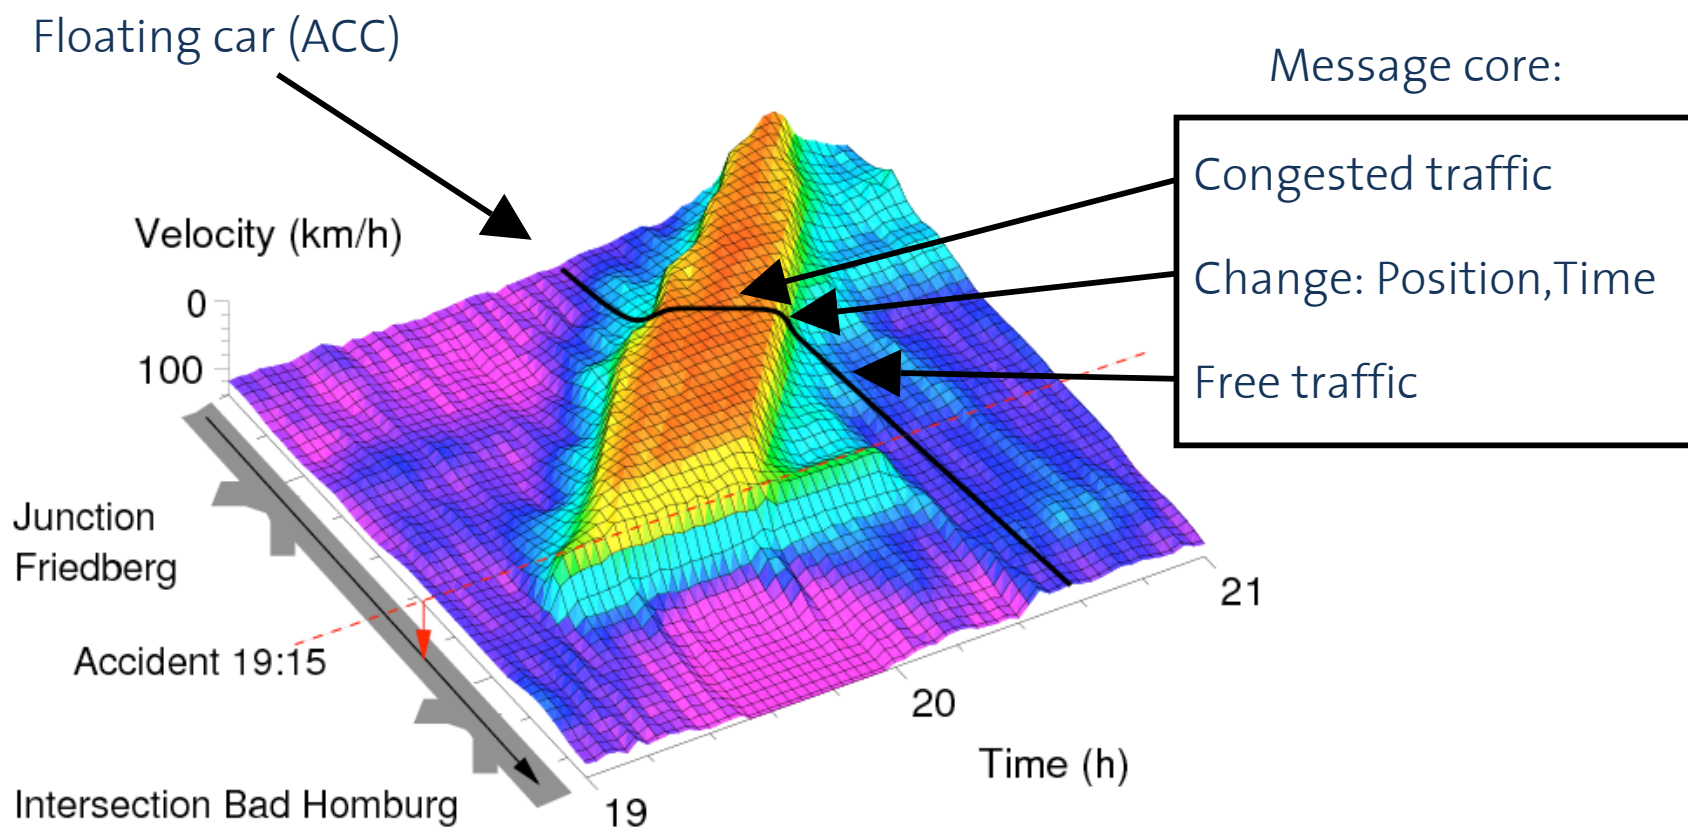 Floating car (ACC)
Message core:
Congested traffic
Change: Position,Time
Free traffic
Velocity (km/h)
0
100
Junction
Friedberg
Accident 19:15
Intersection Bad Homburg
19
20
21
Time (h)